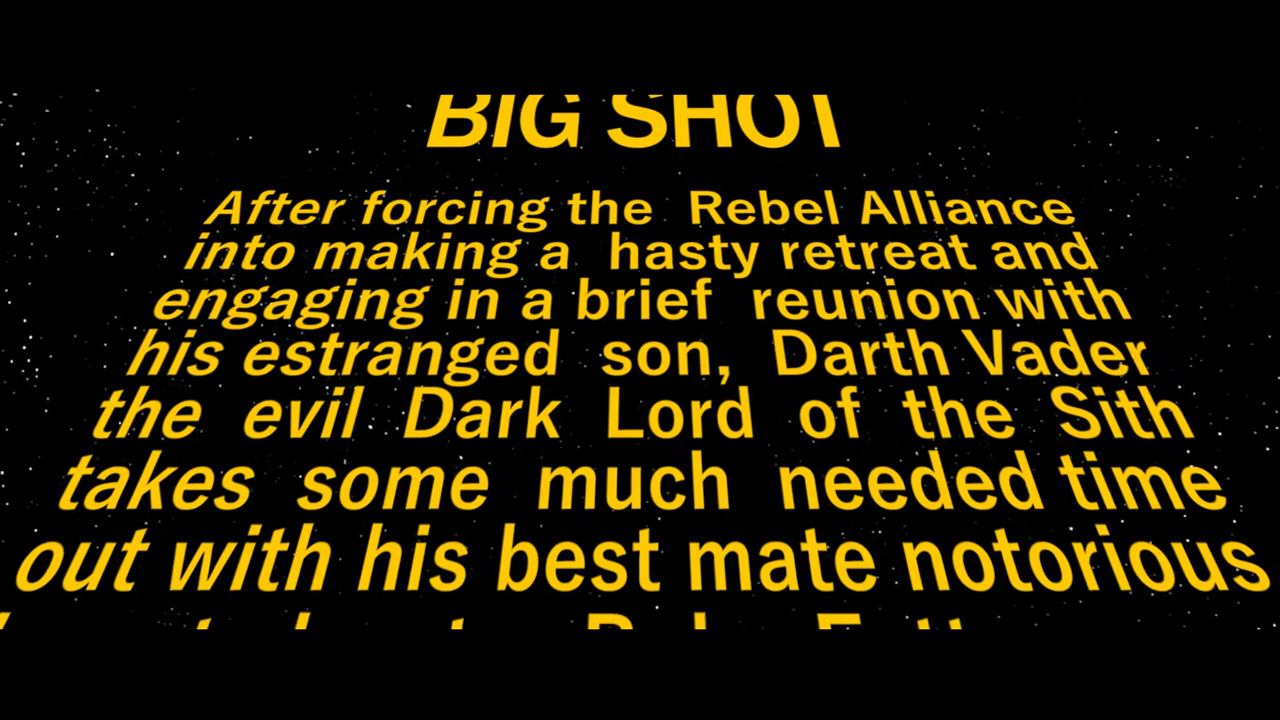 BIG SHOT
After forcing the Rebel Alliance
into making a hasty retreat and
engaging in a brief reunion with
his estranged son, Darth Vader
the evil Dark Lord of the Sith
takes some much needed time
out with his best mate notorious